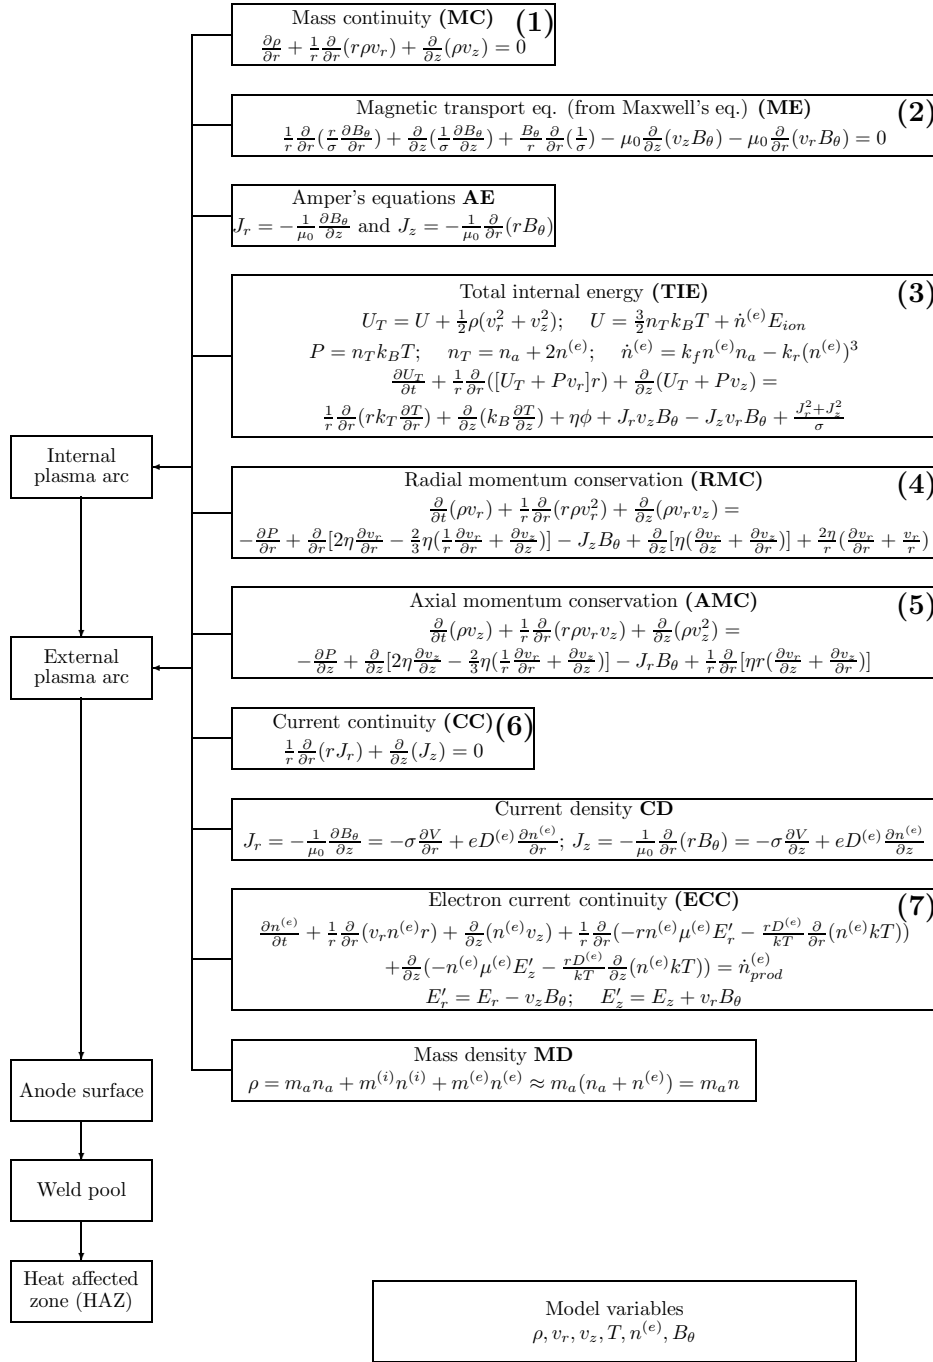 Mass continuity (MC) (1)
∂ρ/∂r + 1/r ∂/∂r(rρv_r) + ∂/∂z(ρv_z) = 0
Magnetic transport eq. (from Maxwell's eq.) (ME) (2)
1/r ∂/∂r(r/σ ∂B_θ/∂r) + ∂/∂z(1/σ ∂B_θ/∂z) + B_θ/r ∂/∂r(1/σ) − μ_0 ∂/∂z(v_z B_θ) − μ_0 ∂/∂r(v_r B_θ) = 0
Amper's equations AE
J_r = −1/μ_0 ∂B_θ/∂z and J_z = −1/μ_0 ∂/∂r(rB_θ)
Total internal energy (TIE) (3)
U_T = U + 1/2 ρ(v_r^2 + v_z^2); U = 3/2 n_T k_B T + ṅ^(e) E_ion
P = n_T k_B T; n_T = n_a + 2n^(e); ṅ^(e) = k_f n^(e) n_a − k_r(n^(e))^3
∂U_T/∂t + 1/r ∂/∂r([U_T + Pv_r]r) + ∂/∂z(U_T + Pv_z) =
1/r ∂/∂r(rk_T ∂T/∂r) + ∂/∂z(k_B ∂T/∂z) + ηϕ + J_r v_z B_θ − J_z v_r B_θ + (J_r^2+J_z^2)/σ
Internal
plasma arc
Radial momentum conservation (RMC) (4)
∂/∂t(ρv_r) + 1/r ∂/∂r(rρv_r^2) + ∂/∂z(ρv_r v_z) =
−∂P/∂r + ∂/∂r[2η ∂v_r/∂r − 2/3 η(1/r ∂v_r/∂r + ∂v_z/∂z)] − J_z B_θ + ∂/∂z[η(∂v_r/∂z + ∂v_z/∂r)] + 2η/r(∂v_r/∂r + v_r/r)
Axial momentum conservation (AMC) (5)
∂/∂t(ρv_z) + 1/r ∂/∂r(rρv_r v_z) + ∂/∂z(ρv_z^2) =
−∂P/∂z + ∂/∂z[2η ∂v_z/∂z − 2/3 η(1/r ∂v_r/∂r + ∂v_z/∂z)] − J_r B_θ + 1/r ∂/∂r[ηr(∂v_r/∂z + ∂v_z/∂r)]
External
plasma arc
Current continuity (CC) (6)
1/r ∂/∂r(rJ_r) + ∂/∂z(J_z) = 0
Current density CD
J_r = −1/μ_0 ∂B_θ/∂z = −σ ∂V/∂r + eD^(e) ∂n^(e)/∂r; J_z = −1/μ_0 ∂/∂r(rB_θ) = −σ ∂V/∂z + eD^(e) ∂n^(e)/∂z
Electron current continuity (ECC) (7)
∂n^(e)/∂t + 1/r ∂/∂r(v_r n^(e) r) + ∂/∂z(n^(e) v_z) + 1/r ∂/∂r(−rn^(e) μ^(e) E′_r − rD^(e)/kT ∂/∂r(n^(e) kT))
+ ∂/∂z(−n^(e) μ^(e) E′_z − rD^(e)/kT ∂/∂z(n^(e) kT)) = ṅ^(e)_prod
E′_r = E_r − v_z B_θ; E′_z = E_z + v_r B_θ
Mass density MD
ρ = m_a n_a + m^(i) n^(i) + m^(e) n^(e) ≈ m_a(n_a + n^(e)) = m_a n
Anode surface
Weld pool
Heat affected
zone (HAZ)
Model variables
ρ, v_r, v_z, T, n^(e), B_θ